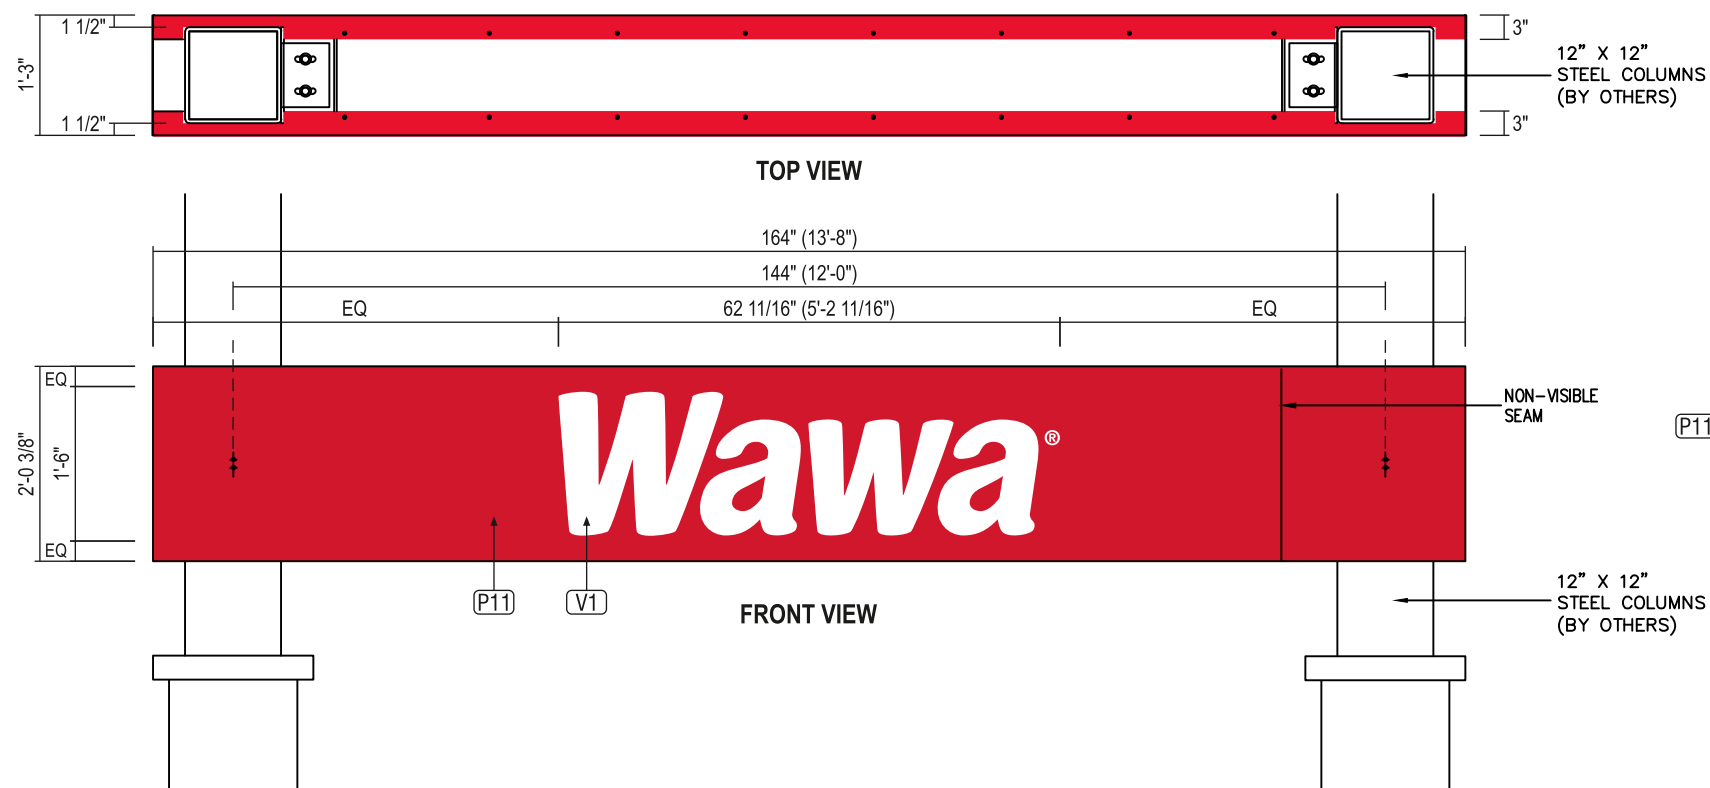 1 1/2"
1'-3"
1 1/2"
3"
3"
12" X 12"
STEEL COLUMNS
(BY OTHERS)
TOP VIEW
164" (13'-8")
144" (12'-0")
EQ
62 11/16" (5'-2 11/16")
EQ
EQ
2'-0 3/8"
1'-6"
EQ
Wawa®
NON-VISIBLE
SEAM
P11
P11
V1
FRONT VIEW
12" X 12"
STEEL COLUMNS
(BY OTHERS)